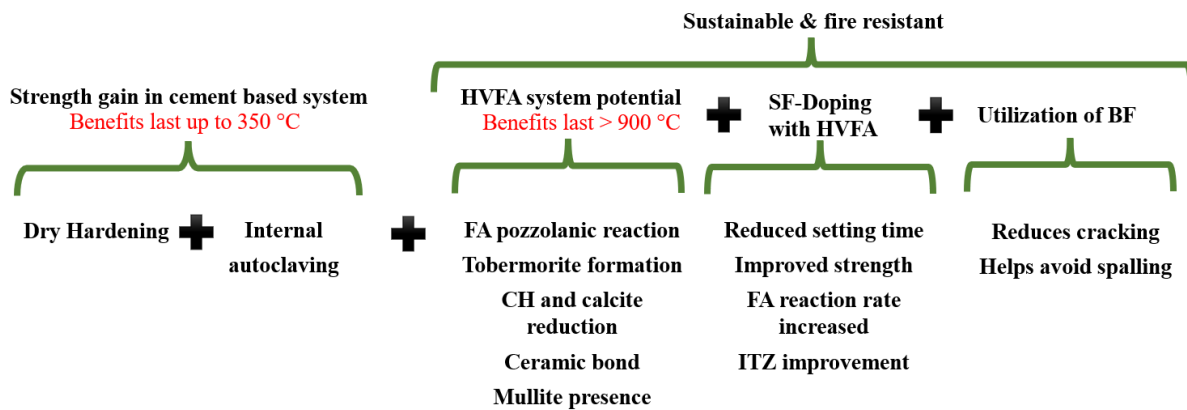 Sustainable & fire resistant
Strength gain in cement based system
Benefits last up to 350 °C
HVFA system potential
Benefits last > 900 °C
SF-Doping
with HVFA
Utilization of BF
Dry Hardening
Internal
autoclaving
FA pozzolanic reaction
Tobermorite formation
CH and calcite
reduction
Ceramic bond
Mullite presence
Reduced setting time
Improved strength
FA reaction rate
increased
ITZ improvement
Reduces cracking
Helps avoid spalling